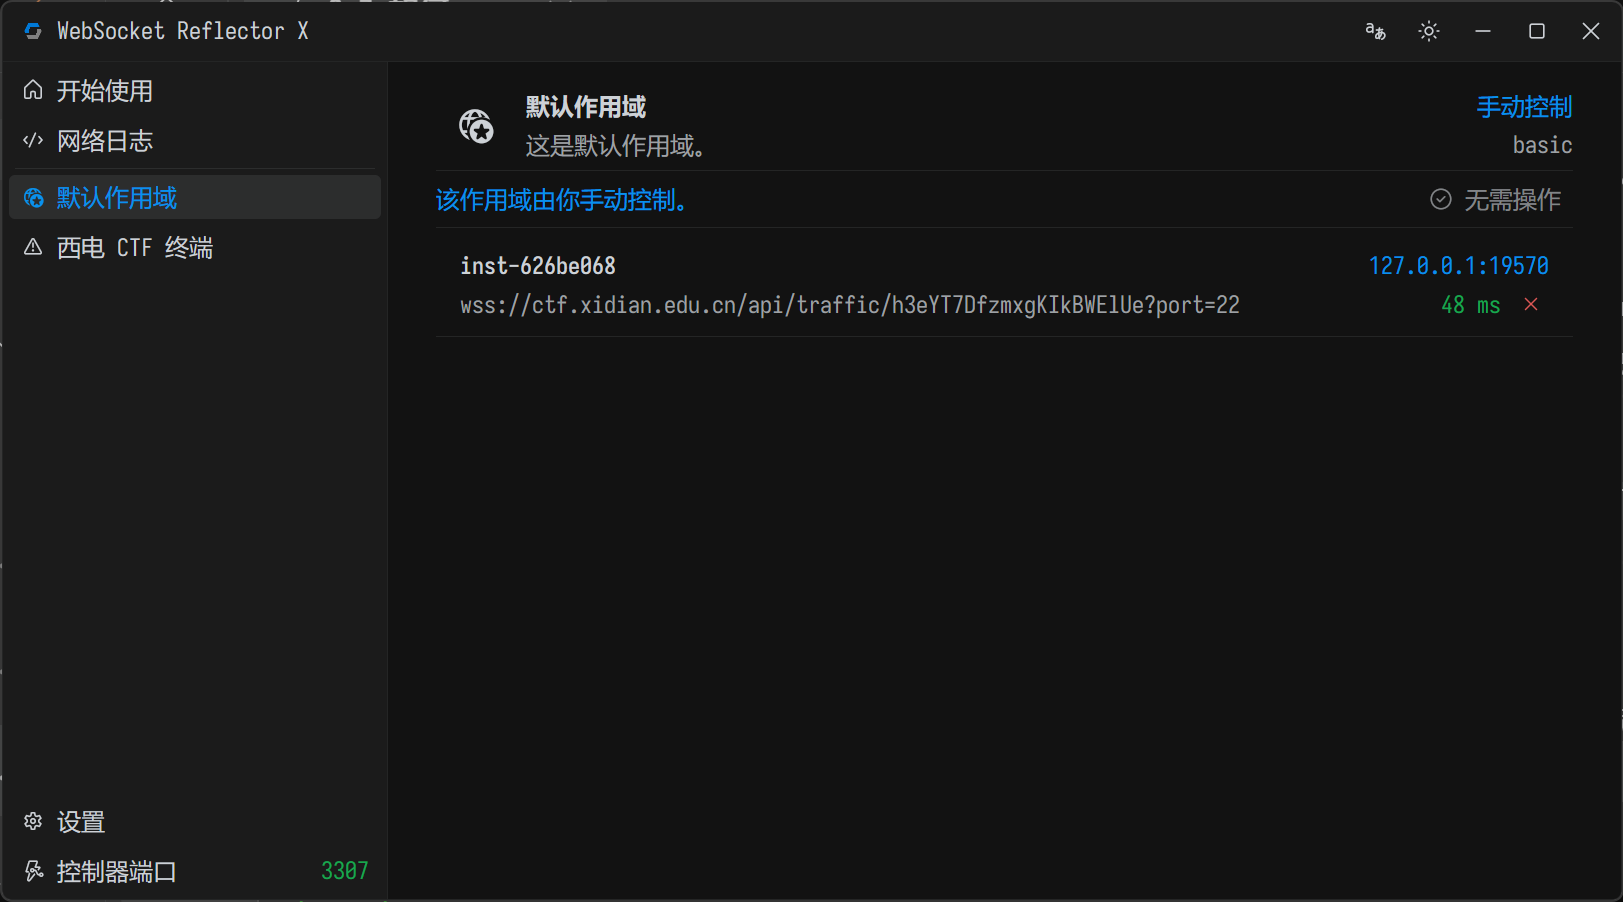 WebSocket Reflector X
开始使用
网络日志
默认作用域
西电 CTF 终端
设置
控制器端口 3307
默认作用域 手动控制
这是默认作用域。 basic
该作用域由你手动控制。 无需操作
inst-626be068 127.0.0.1:19570
wss://ctf.xidian.edu.cn/api/traffic/h3eYT7DfzmxgKIkBWElUe?port=22 48 ms